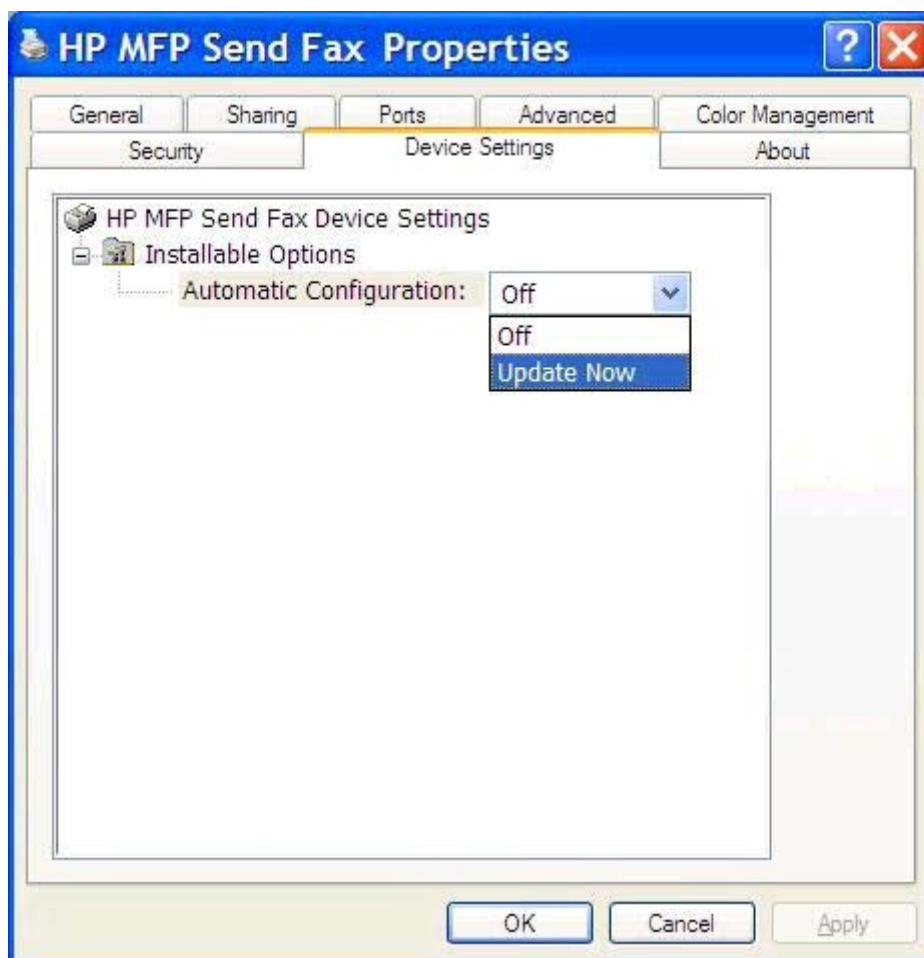 HP MFP Send Fax Properties
General Sharing Ports Advanced Color Management
Security Device Settings About
HP MFP Send Fax Device Settings
Installable Options
Automatic Configuration: Off
Off
Update Now
OK Cancel Apply